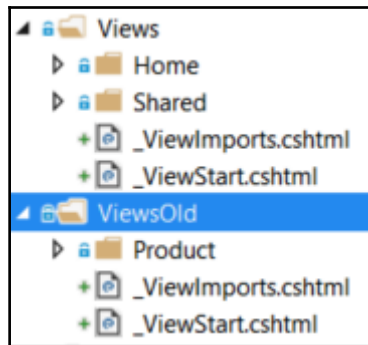 Views
Home
Shared
_ViewImports.cshtml
_ViewStart.cshtml
ViewsOld
Product
_ViewImports.cshtml
_ViewStart.cshtml